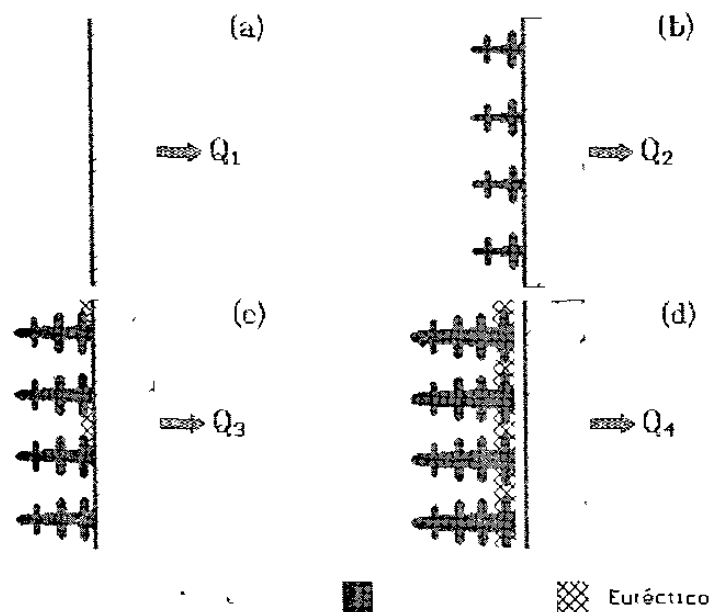 (a)
(b)
Q₁
Q₂
(c)
(d)
Q₃
Q₄
Eutéctico